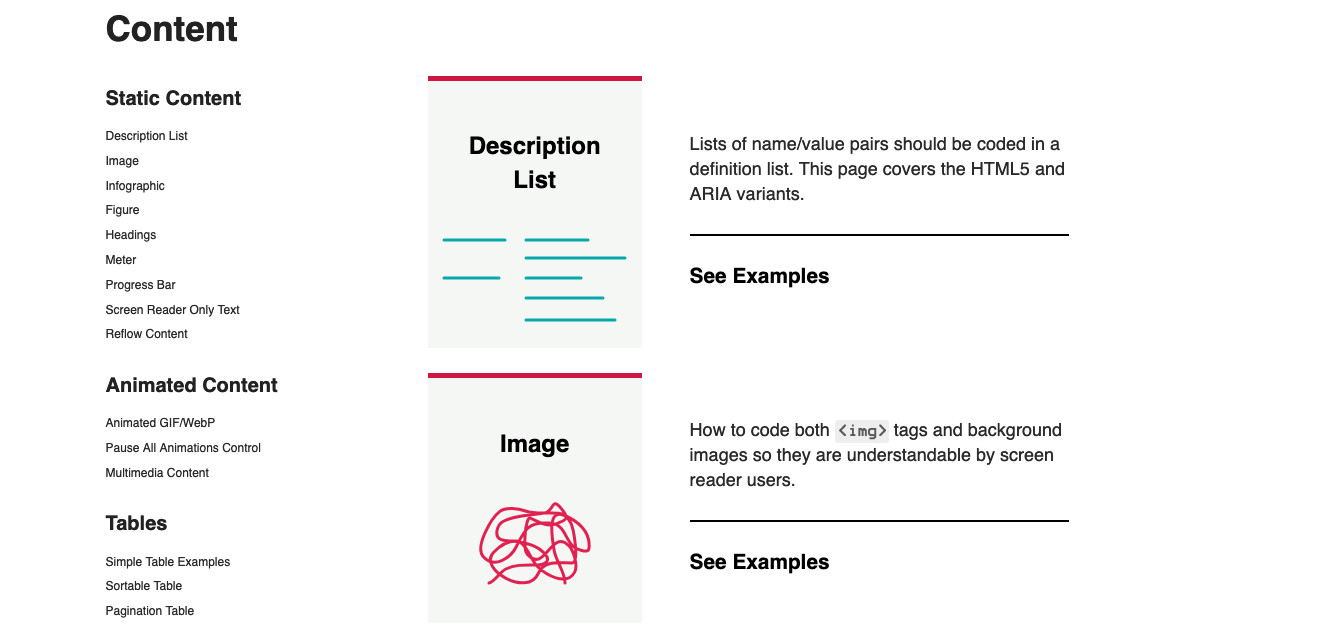 Content
Static Content
Description List
Image
Infographic
Figure
Headings
Meter
Progress Bar
Screen Reader Only Text
Reflow Content
Animated Content
Animated GIF/WebP
Pause All Animations Control
Multimedia Content
Tables
Simple Table Examples
Sortable Table
Pagination Table
Description
List
Lists of name/value pairs should be coded in a
definition list. This page covers the HTML5 and
ARIA variants.
See Examples
Image
How to code both <img> tags and background
images so they are understandable by screen
reader users.
See Examples